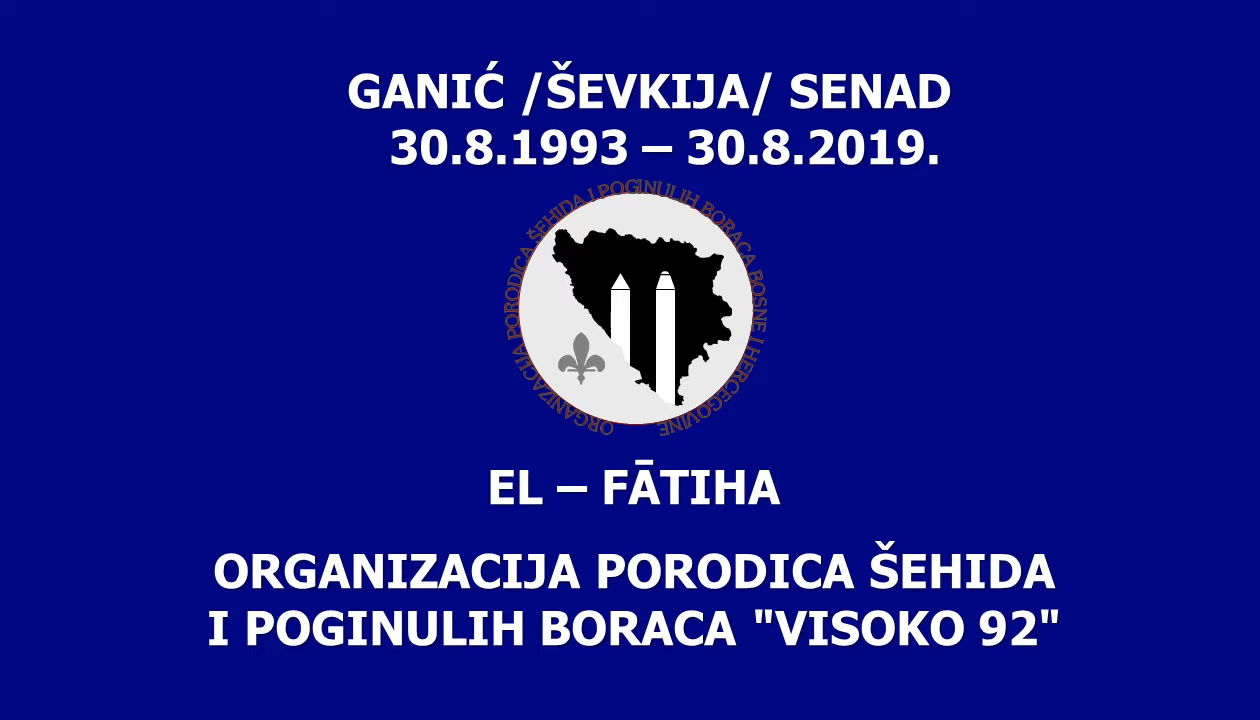 GANIĆ /ŠEVKIJA/ SENAD
30.8.1993 – 30.8.2019.
ORGANIZACIJA PORODICA ŠEHIDA I POGINULIH BORACA BOSNE I HERCEGOVINE
EL – FĀTIHA
ORGANIZACIJA PORODICA ŠEHIDA
I POGINULIH BORACA "VISOKO 92"